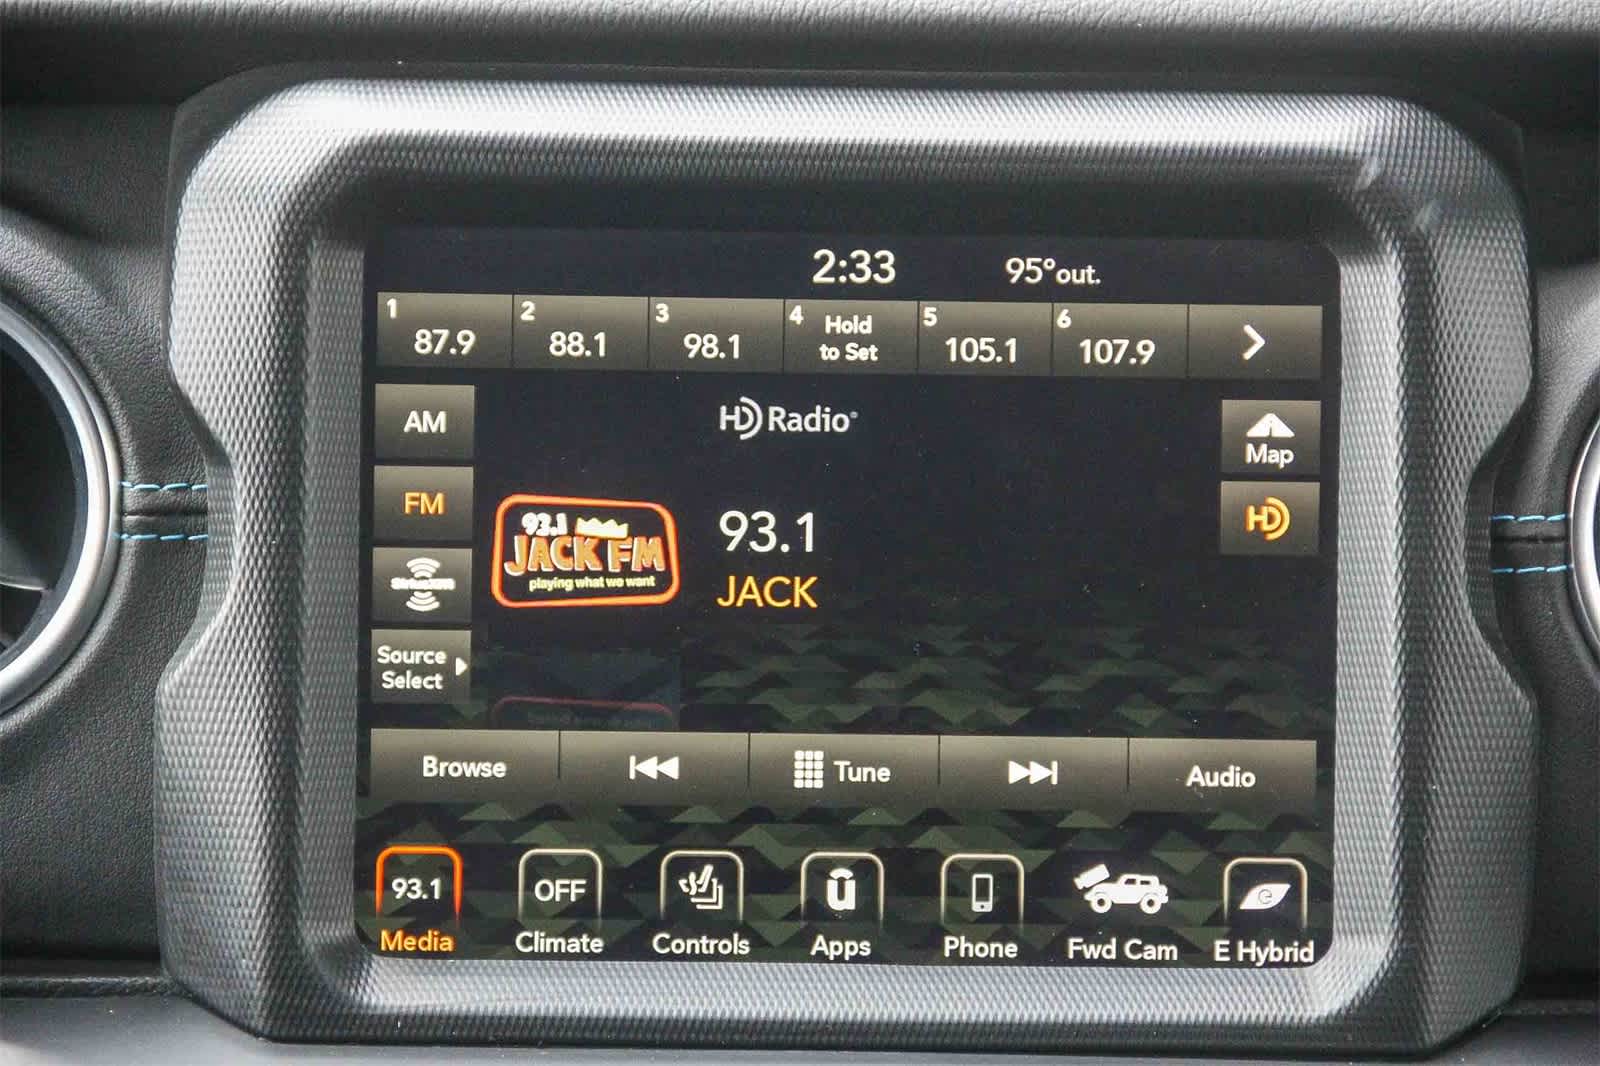 2:33 95°out.
1 87.9 2 88.1 3 98.1 4 Hold to Set 5 105.1 6 107.9
AM
HD Radio
Map
FM
HD
93.1
JACK FM
playing what we want
93.1
JACK
SiriusXM
Source
Select
Browse Tune Audio
93.1 OFF
Media Climate Controls Apps Phone Fwd Cam E Hybrid